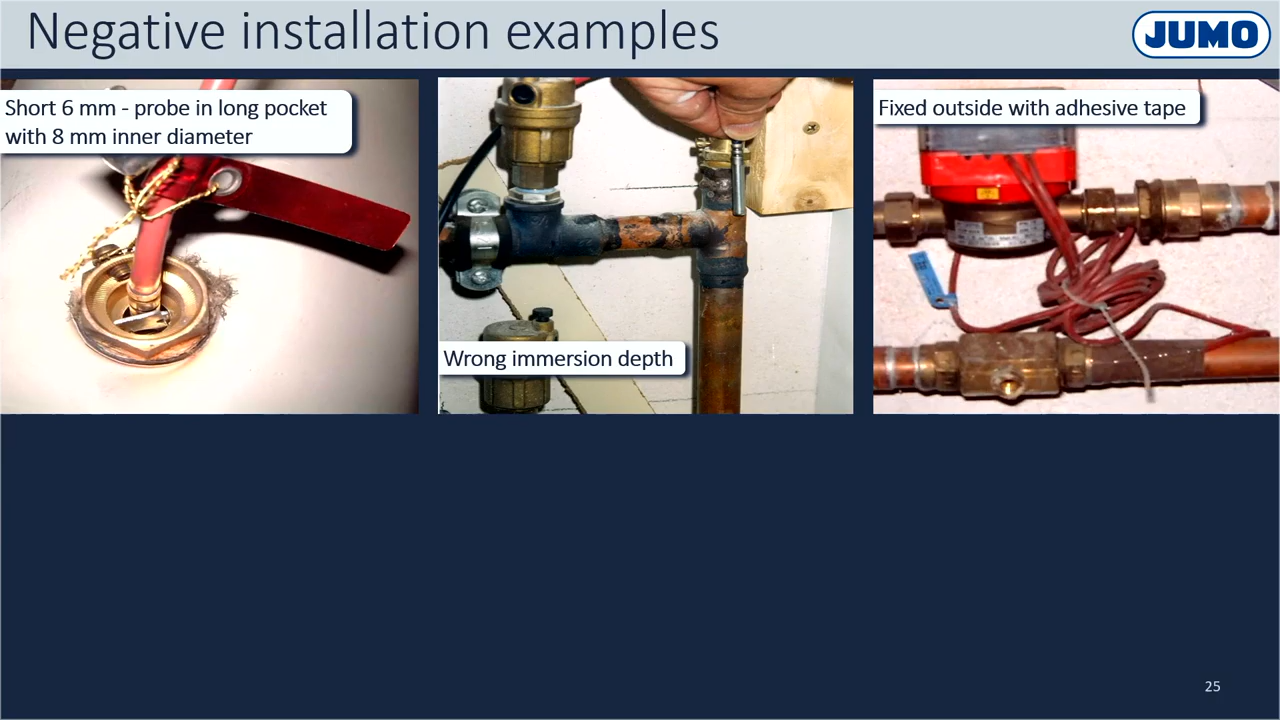 Negative installation examples
JUMO
Short 6 mm - probe in long pocket
with 8 mm inner diameter
Wrong immersion depth
Fixed outside with adhesive tape
25